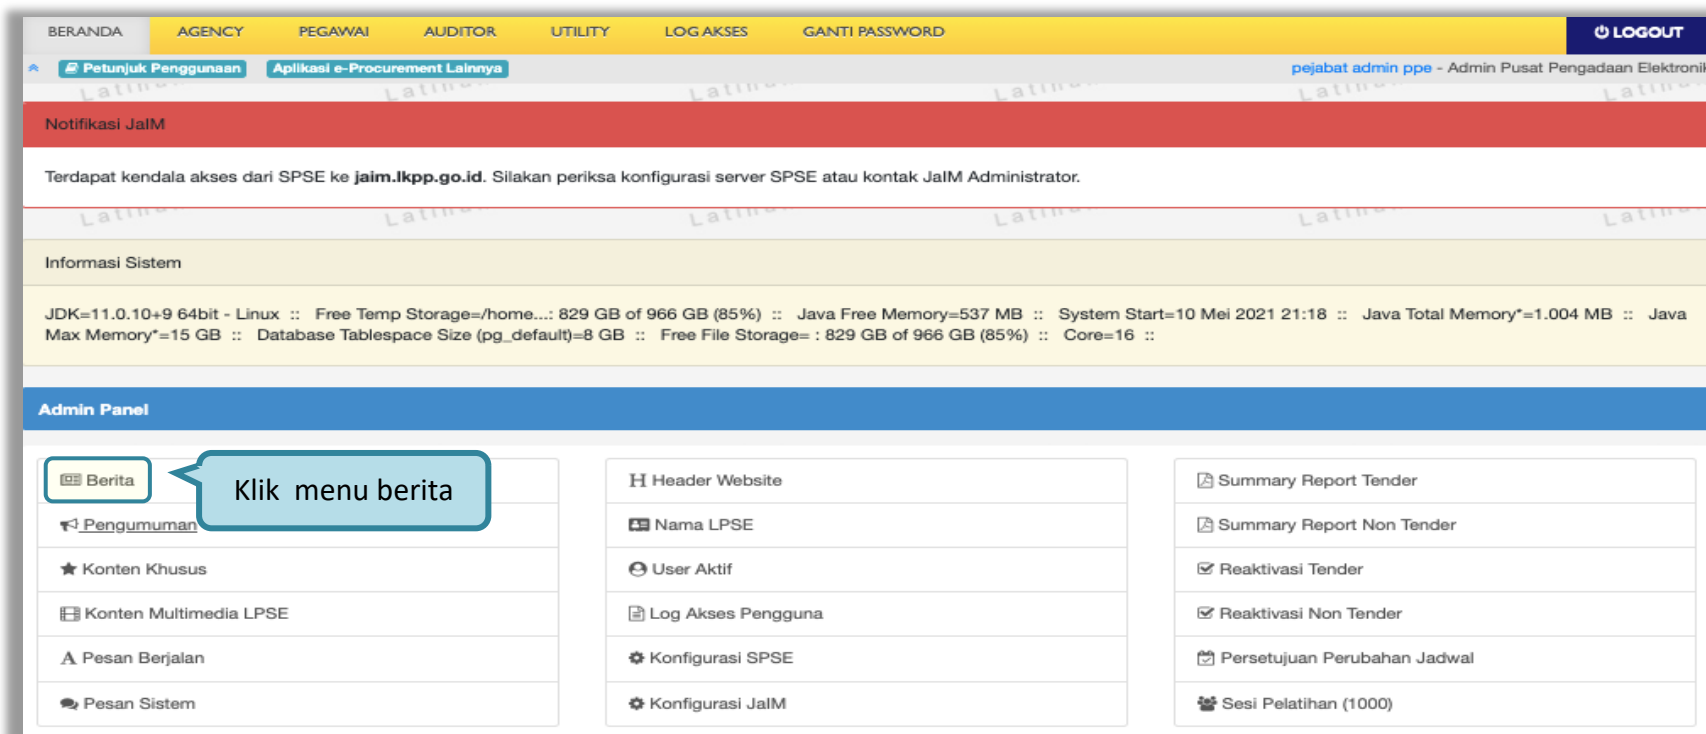 BERANDA AGENCY PEGAWAI AUDITOR UTILITY LOG AKSES GANTI PASSWORD LOGOUT
Petunjuk Penggunaan Aplikasi e-Procurement Lainnya pejabat admin ppe - Admin Pusat Pengadaan Elektronik
Notifikasi JaIM
Terdapat kendala akses dari SPSE ke jaim.lkpp.go.id. Silakan periksa konfigurasi server SPSE atau kontak JaIM Administrator.
Informasi Sistem
JDK=11.0.10+9 64bit - Linux :: Free Temp Storage=/home...: 829 GB of 966 GB (85%) :: Java Free Memory=537 MB :: System Start=10 Mei 2021 21:18 :: Java Total Memory*=1.004 MB :: Java
Max Memory*=15 GB :: Database Tablespace Size (pg_default)=8 GB :: Free File Storage= : 829 GB of 966 GB (85%) :: Core=16 ::
Admin Panel
Berita
Klik menu berita
Pengumuman
Konten Khusus
Konten Multimedia LPSE
Pesan Berjalan
Pesan Sistem
Header Website
Nama LPSE
User Aktif
Log Akses Pengguna
Konfigurasi SPSE
Konfigurasi JaIM
Summary Report Tender
Summary Report Non Tender
Reaktivasi Tender
Reaktivasi Non Tender
Persetujuan Perubahan Jadwal
Sesi Pelatihan (1000)